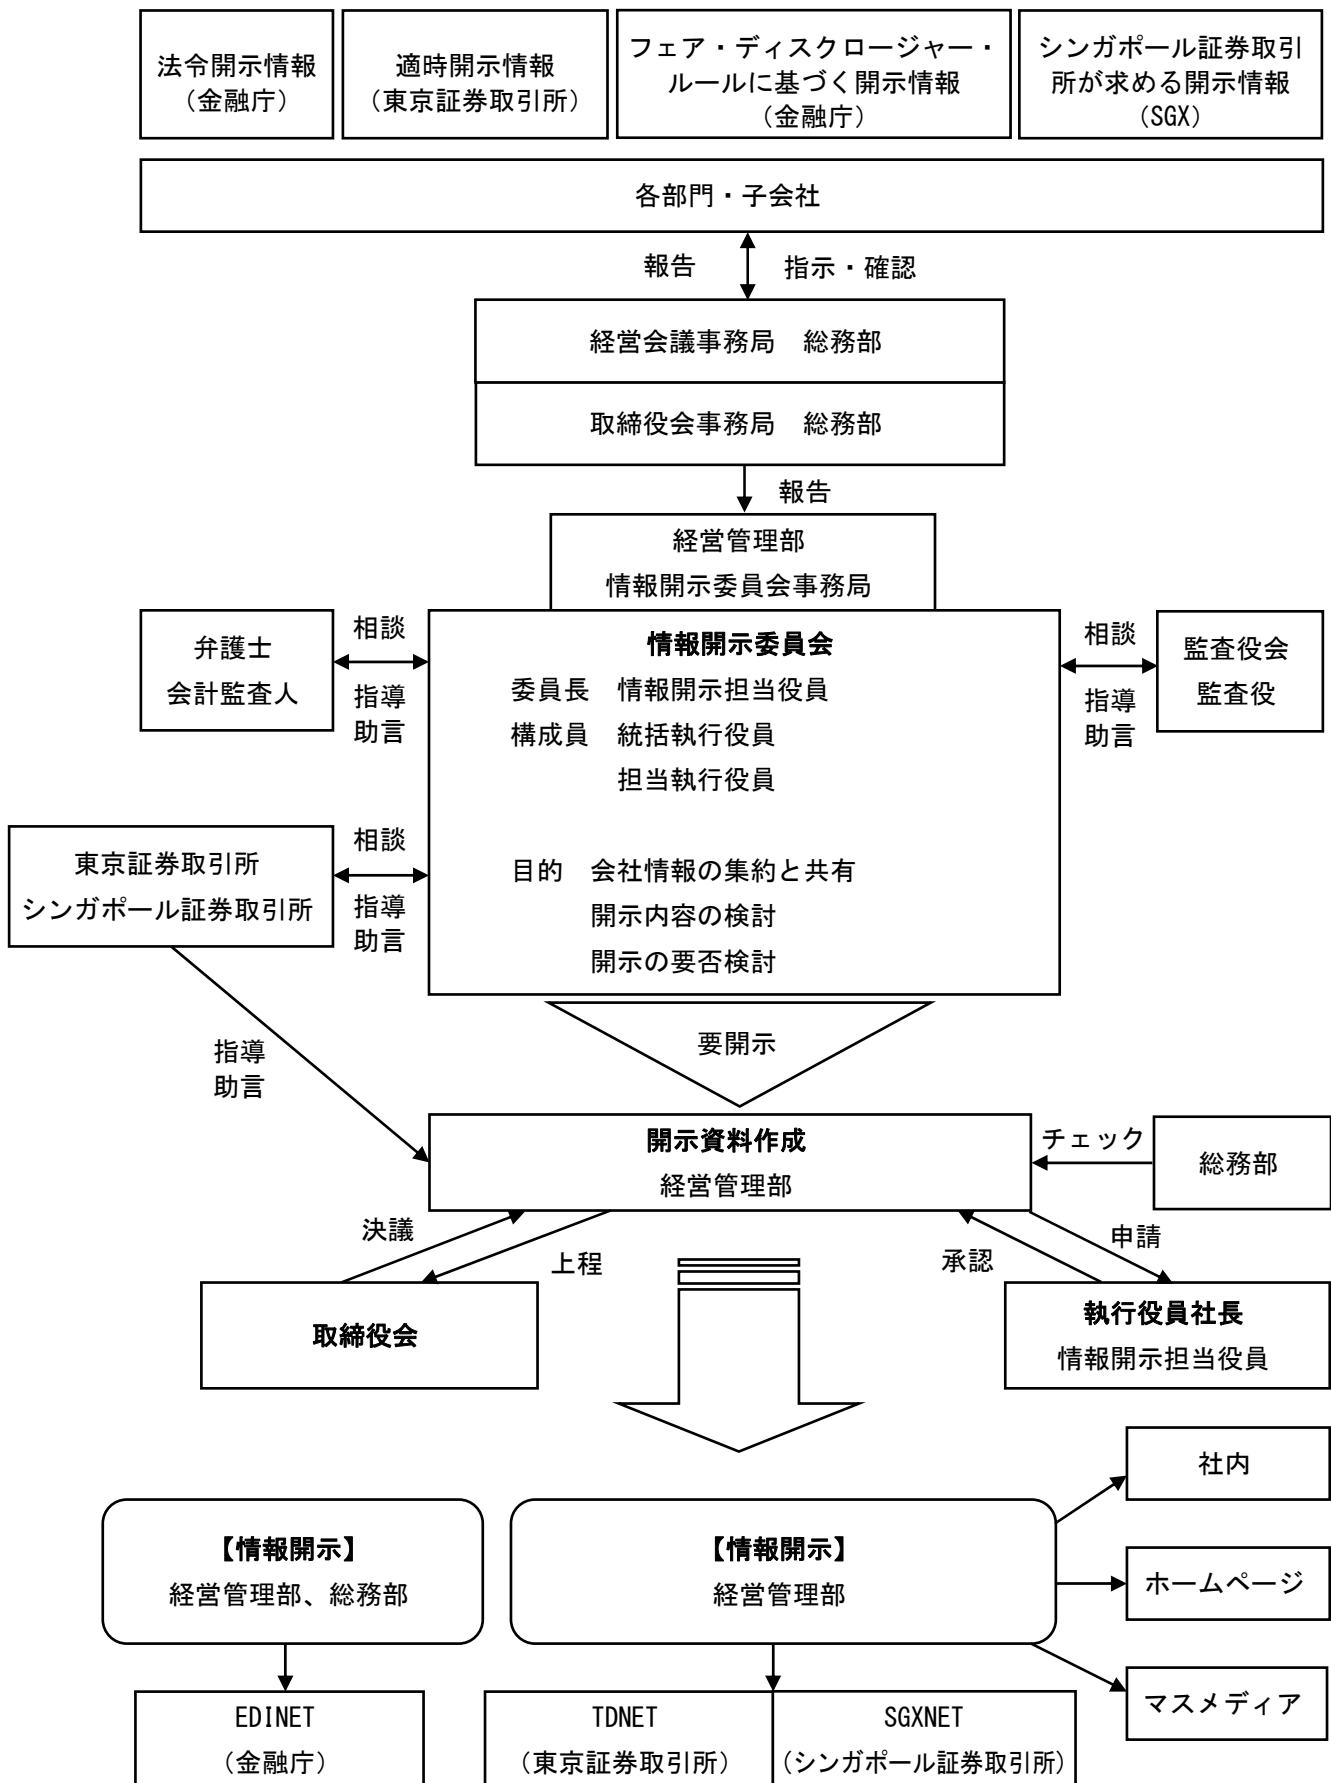 法令開示情報
（金融庁）
適時開示情報
（東京証券取引所）
フェア・ディスクロージャー・
ルールに基づく開示情報
（金融庁）
シンガポール証券取引
所が求める開示情報
（SGX）
各部門・子会社
報告
指示・確認
経営会議事務局　総務部
取締役会事務局　総務部
報告
経営管理部
情報開示委員会事務局
弁護士
会計監査人
相談
指導
助言
情報開示委員会
委員長　情報開示担当役員
構成員　統括執行役員
担当執行役員
目的　会社情報の集約と共有
開示内容の検討
開示の要否検討
相談
指導
助言
監査役会
監査役
東京証券取引所
シンガポール証券取引所
相談
指導
助言
要開示
指導
助言
開示資料作成
経営管理部
チェック
総務部
決議
上程
承認
申請
取締役会
執行役員社長
情報開示担当役員
【情報開示】
経営管理部、総務部
【情報開示】
経営管理部
社内
ホームページ
マスメディア
EDINET
（金融庁）
TDNET
（東京証券取引所）
SGXNET
（シンガポール証券取引所）